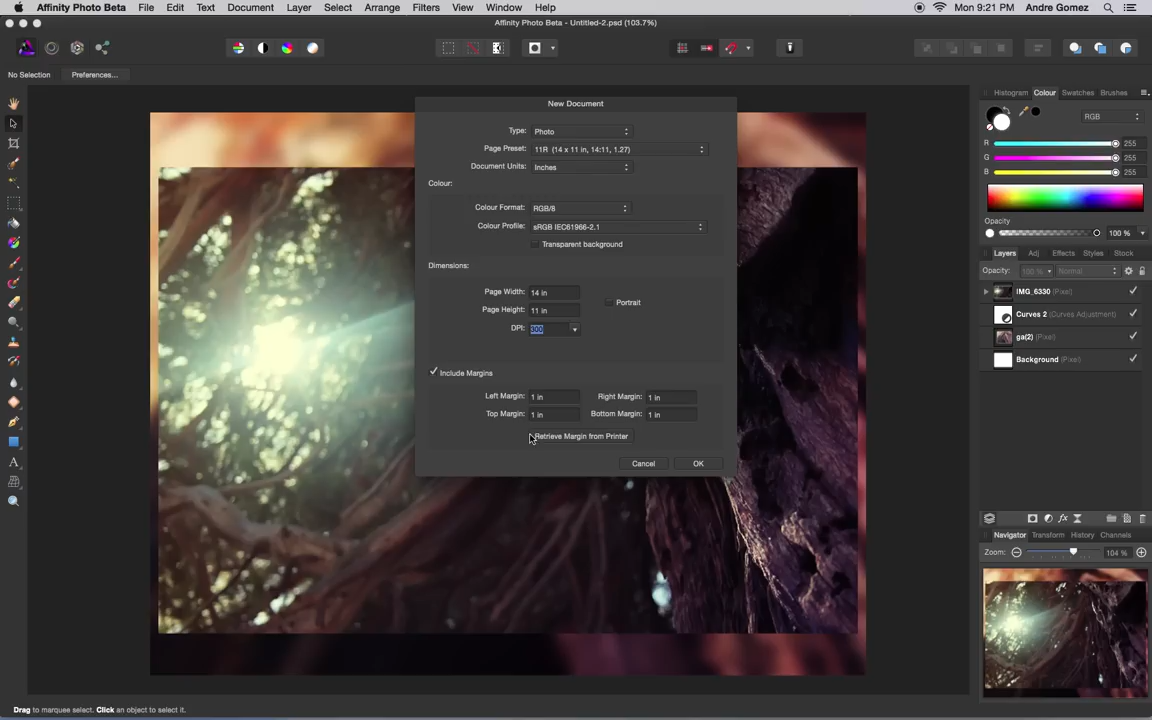 Affinity Photo Beta File Edit Text Document Layer Select Arrange Filters View Window Help Mon 9:21 PM Andre Gomez
Affinity Photo Beta - Untitled-2.psd (103.7%)
No Selection Preferences...
New Document
Type: Photo
Page Preset: 11R (14 x 11 in, 14:11, 1.27)
Document Units: Inches
Colour:
Colour Format: RGB/8
Colour Profile: sRGB IEC61966-2.1
Transparent background
Dimensions:
Page Width: 14 in
Portrait
Page Height: 11 in
DPI: 300
Include Margins
Left Margin: 1 in Right Margin: 1 in
Top Margin: 1 in Bottom Margin: 1 in
Retrieve Margin from Printer
Cancel OK
Histogram Colour Swatches Brushes
RGB
R 255
G 255
B 255
Opacity
100 %
Layers Adj Effects Styles Stock
Opacity: 100 % Normal
IMG_6330 (Pixel)
Curves 2 (Curves Adjustment)
ga(2) (Pixel)
Background (Pixel)
fx
Navigator Transform History Channels
Zoom: 104 %
A
Drag to marquee select. Click an object to select it.